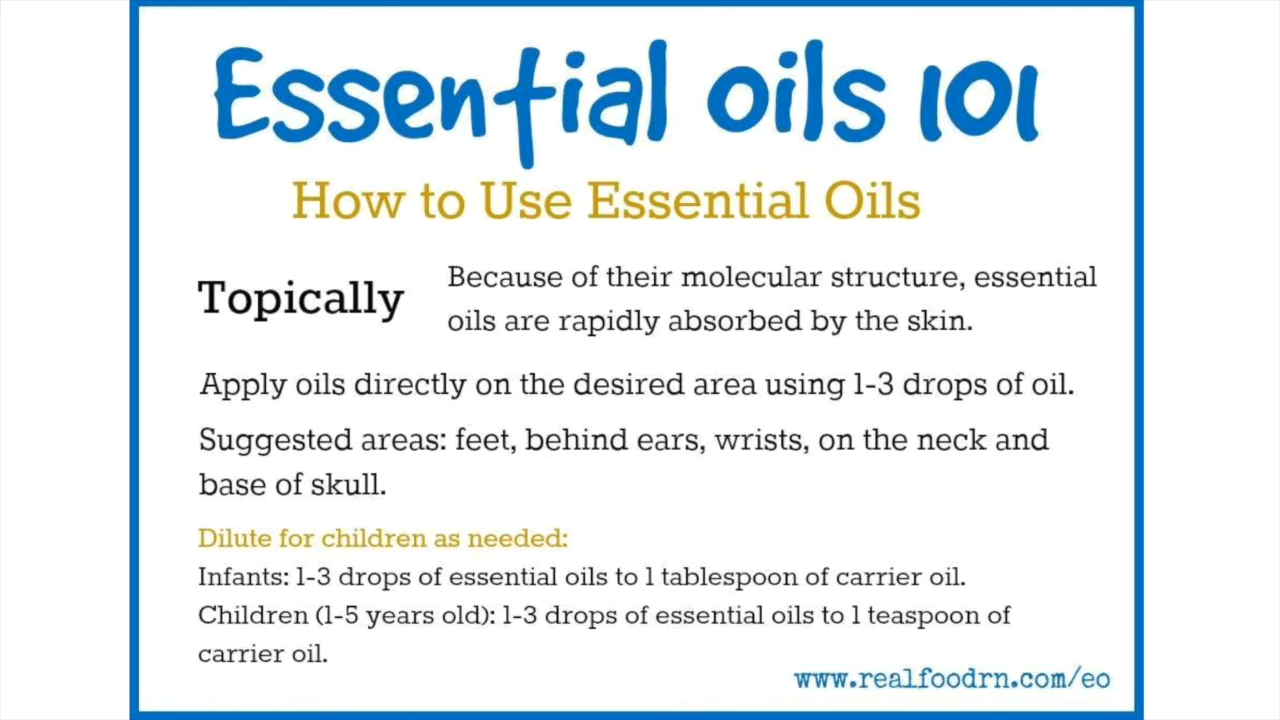 Essential oils 101
How to Use Essential Oils
Topically
Because of their molecular structure, essential
oils are rapidly absorbed by the skin.
Apply oils directly on the desired area using 1-3 drops of oil.
Suggested areas: feet, behind ears, wrists, on the neck and
base of skull.
Dilute for children as needed:
Infants: 1-3 drops of essential oils to 1 tablespoon of carrier oil.
Children (1-5 years old): 1-3 drops of essential oils to 1 teaspoon of
carrier oil.
www.realfoodrn.com/eo